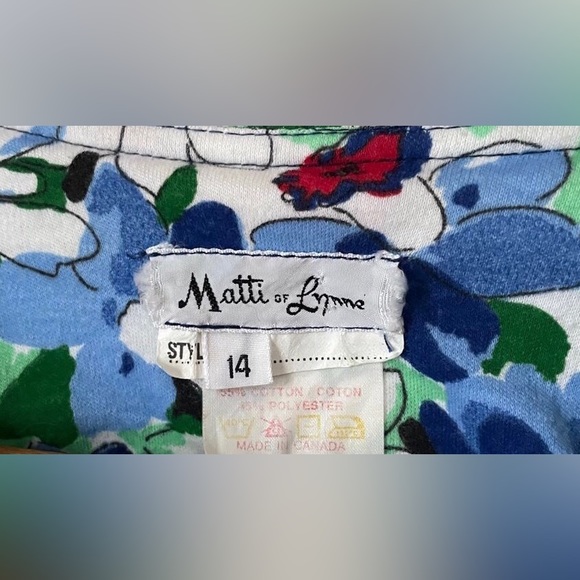 Matti OF Lynne
STYL
14
COTTON / COTON
POLYESTER
MADE IN CANADA